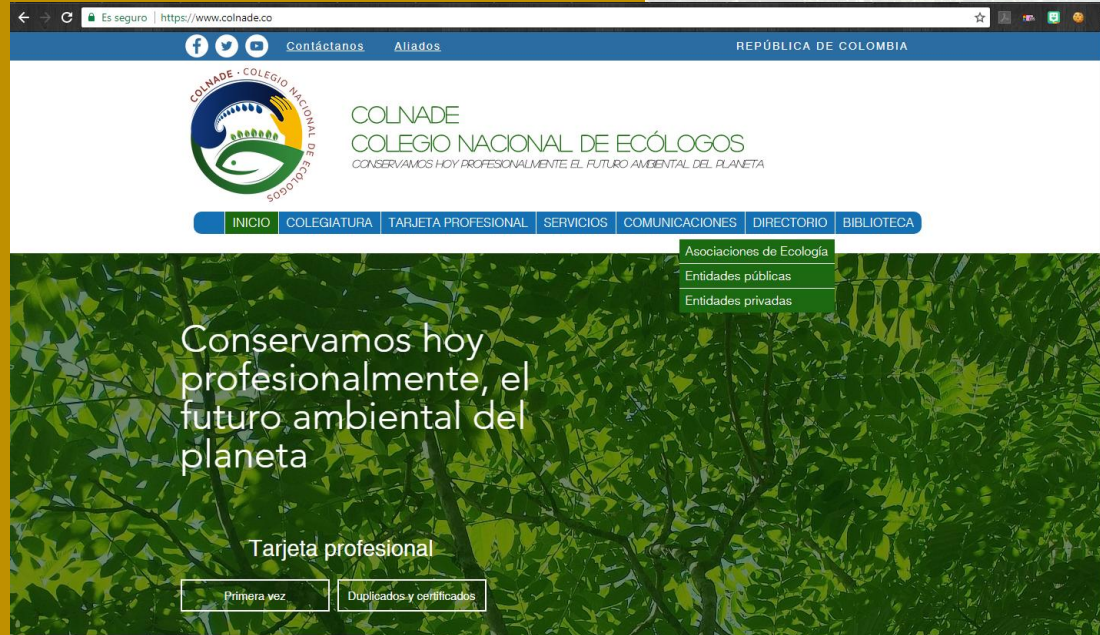 Es seguro | https://www.colnade.co
Contáctanos Aliados REPÚBLICA DE COLOMBIA
COLNADE · COLEGIO NACIONAL DE ECÓLOGOS
COLNADE
COLEGIO NACIONAL DE ECÓLOGOS
CONSERVAMOS HOY PROFESIONALMENTE, EL FUTURO AMBIENTAL DEL PLANETA
INICIO COLEGIATURA TARJETA PROFESIONAL SERVICIOS COMUNICACIONES DIRECTORIO BIBLIOTECA
Asociaciones de Ecología
Entidades públicas
Entidades privadas
Conservamos hoy
profesionalmente, el
futuro ambiental del
planeta
Tarjeta profesional
Primera vez Duplicados y certificados